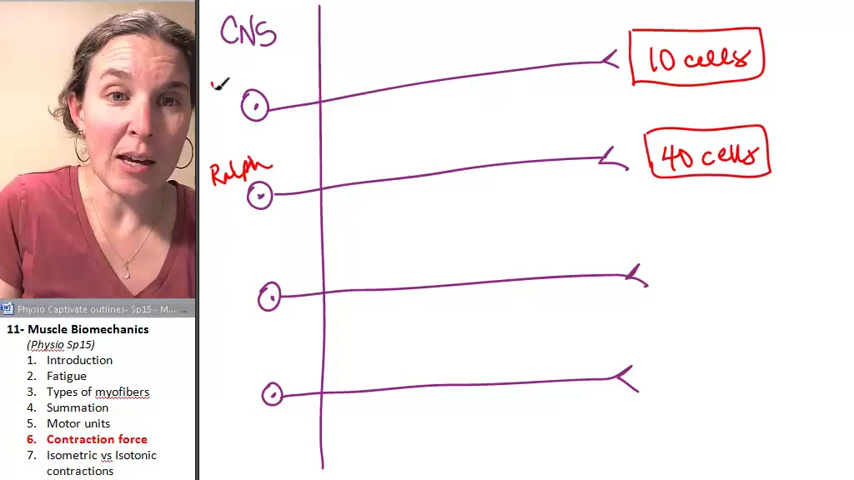 CNS
10 cells
Ralph
40 cells
Physio Captivate outlines- Sp15 - M...
11- Muscle Biomechanics
(Physio Sp15)
1. Introduction
2. Fatigue
3. Types of myofibers
4. Summation
5. Motor units
6. Contraction force
7. Isometric vs Isotonic
contractions